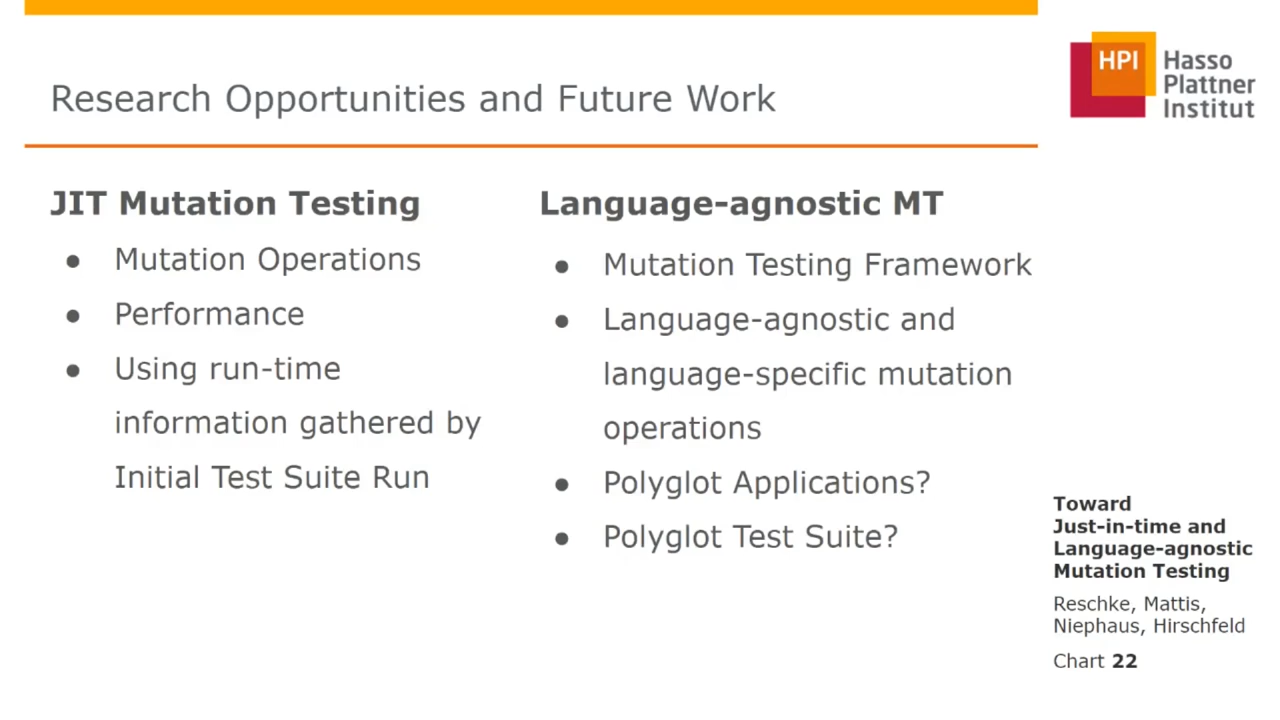 Research Opportunities and Future Work
HPI
Hasso
Plattner
Institut
JIT Mutation Testing
● Mutation Operations
● Performance
● Using run-time
information gathered by
Initial Test Suite Run
Language-agnostic MT
● Mutation Testing Framework
● Language-agnostic and
language-specific mutation
operations
● Polyglot Applications?
● Polyglot Test Suite?
Toward
Just-in-time and
Language-agnostic
Mutation Testing
Reschke, Mattis,
Niephaus, Hirschfeld
Chart 22